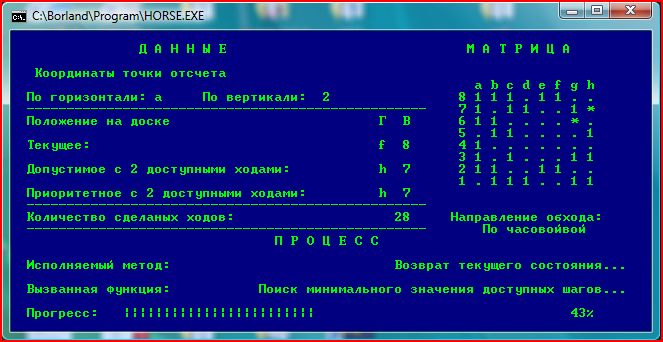 C:\Borland\Program\HORSE.EXE
Д А Н Н Ы Е
М А Т Р И Ц А
Координаты точки отсчета
По горизонтали: a По вертикали: 2
a b c d e f g h
8 1 1 1 . 1 1 . .
7 1 . 1 1 . . 1 *
6 1 1 . . . . * .
5 . 1 1 . . . . 1
4 1 . . . . . . .
3 1 . 1 . . . 1 1
2 1 1 . . 1 1 . .
1 . 1 1 1 . . 1 1
Положение на доске Г В
Текущее: f 8
Допустимое с 2 доступными ходами: h 7
Приоритетное с 2 доступными ходами: h 7
Количество сделаных ходов: 28
Направление обхода:
По часовойвой
П Р О Ц Е С С
Исполняемый метод: Возврат текущего состояния...
Вызванная функция: Поиск минимального значения доступных шагов...
Прогресс: ¦¦¦¦¦¦¦¦¦¦¦¦¦¦¦¦¦¦¦¦¦¦¦¦¦ 43%